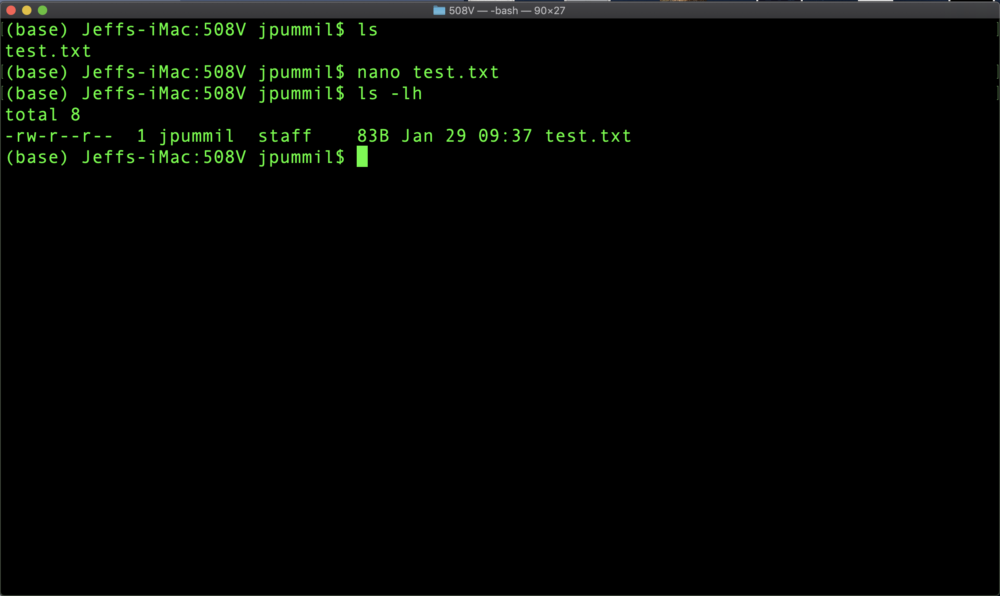 508V — -bash — 90×27
(base) Jeffs-iMac:508V jpummil$ ls
test.txt
(base) Jeffs-iMac:508V jpummil$ nano test.txt
(base) Jeffs-iMac:508V jpummil$ ls -lh
total 8
-rw-r--r--  1 jpummil  staff    83B Jan 29 09:37 test.txt
(base) Jeffs-iMac:508V jpummil$